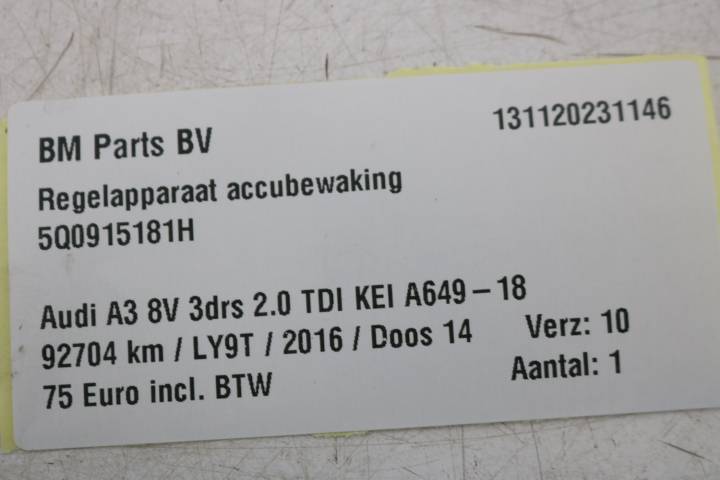 BM Parts BV 131120231146
Regelapparaat accubewaking
5Q0915181H
Audi A3 8V 3drs 2.0 TDI KEI A649-18
92704 km / LY9T / 2016 / Doos 14 Verz: 10
75 Euro incl. BTW Aantal: 1